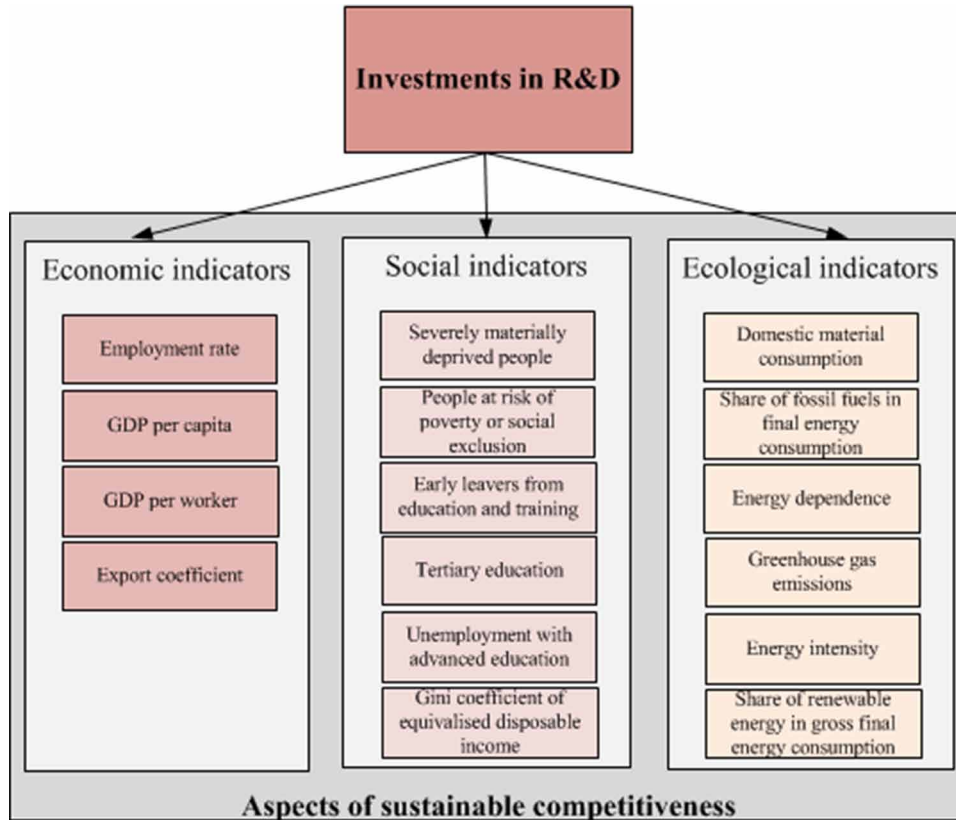 Investments in R&D
Economic indicators
Employment rate
GDP per capita
GDP per worker
Export coefficient
Social indicators
Severely materially
deprived people
People at risk of
poverty or social
exclusion
Early leavers from
education and training
Tertiary education
Unemployment with
advanced education
Gini coefficient of
equivalised disposable
income
Ecological indicators
Domestic material
consumption
Share of fossil fuels in
final energy
consumption
Energy dependence
Greenhouse gas
emissions
Energy intensity
Share of renewable
energy in gross final
energy consumption
Aspects of sustainable competitiveness